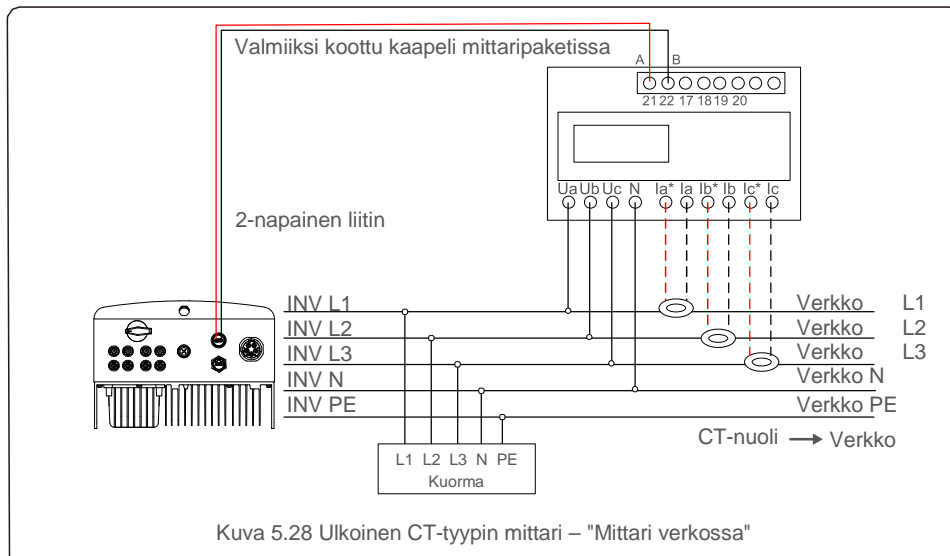 Valmiiksi koottu kaapeli mittaripaketissa
A B
21 22 17 18 19 20
Ua Ub Uc N Ia* Ia Ib* Ib Ic* Ic
2-napainen liitin
INV L1 Verkko L1
INV L2 Verkko L2
INV L3 Verkko L3
INV N Verkko N
INV PE Verkko PE
CT-nuoli → Verkko
L1 L2 L3 N PE
Kuorma
Kuva 5.28 Ulkoinen CT-tyypin mittari – "Mittari verkossa"